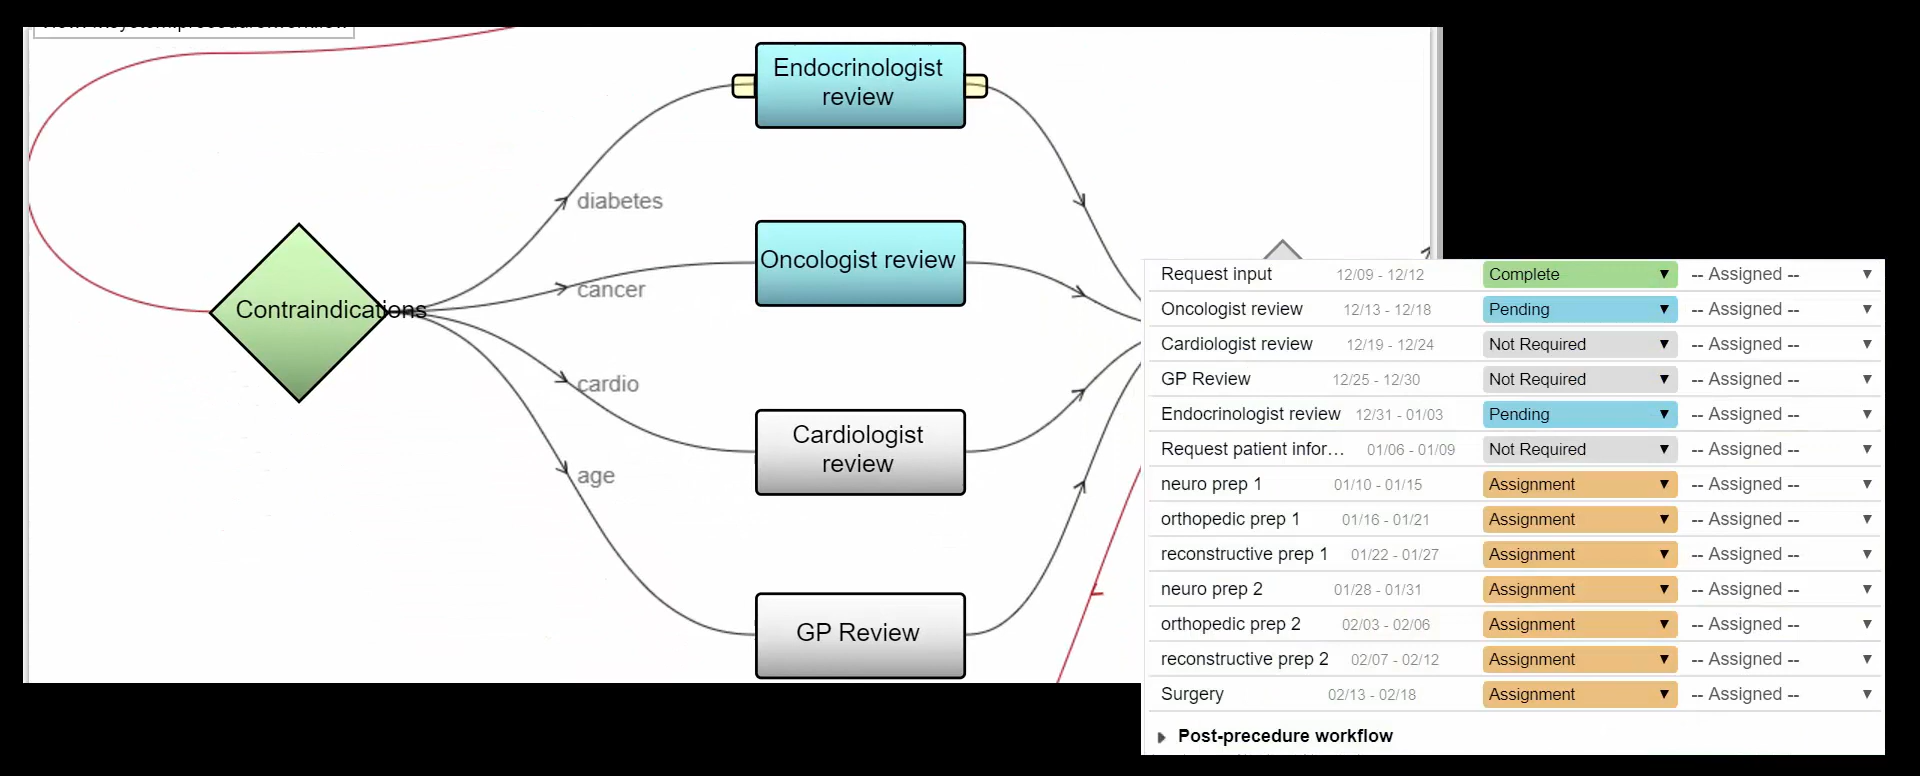 Endocrinologist
review
diabetes
Oncologist review
cancer
Contraindications
cardio
Cardiologist
review
age
GP Review
Request input 12/09 - 12/12 Complete -- Assigned --
Oncologist review 12/13 - 12/18 Pending -- Assigned --
Cardiologist review 12/19 - 12/24 Not Required -- Assigned --
GP Review 12/25 - 12/30 Not Required -- Assigned --
Endocrinologist review 12/31 - 01/03 Pending -- Assigned --
Request patient infor… 01/06 - 01/09 Not Required -- Assigned --
neuro prep 1 01/10 - 01/15 Assignment -- Assigned --
orthopedic prep 1 01/16 - 01/21 Assignment -- Assigned --
reconstructive prep 1 01/22 - 01/27 Assignment -- Assigned --
neuro prep 2 01/28 - 01/31 Assignment -- Assigned --
orthopedic prep 2 02/03 - 02/06 Assignment -- Assigned --
reconstructive prep 2 02/07 - 02/12 Assignment -- Assigned --
Surgery 02/13 - 02/18 Assignment -- Assigned --
Post-precedure workflow